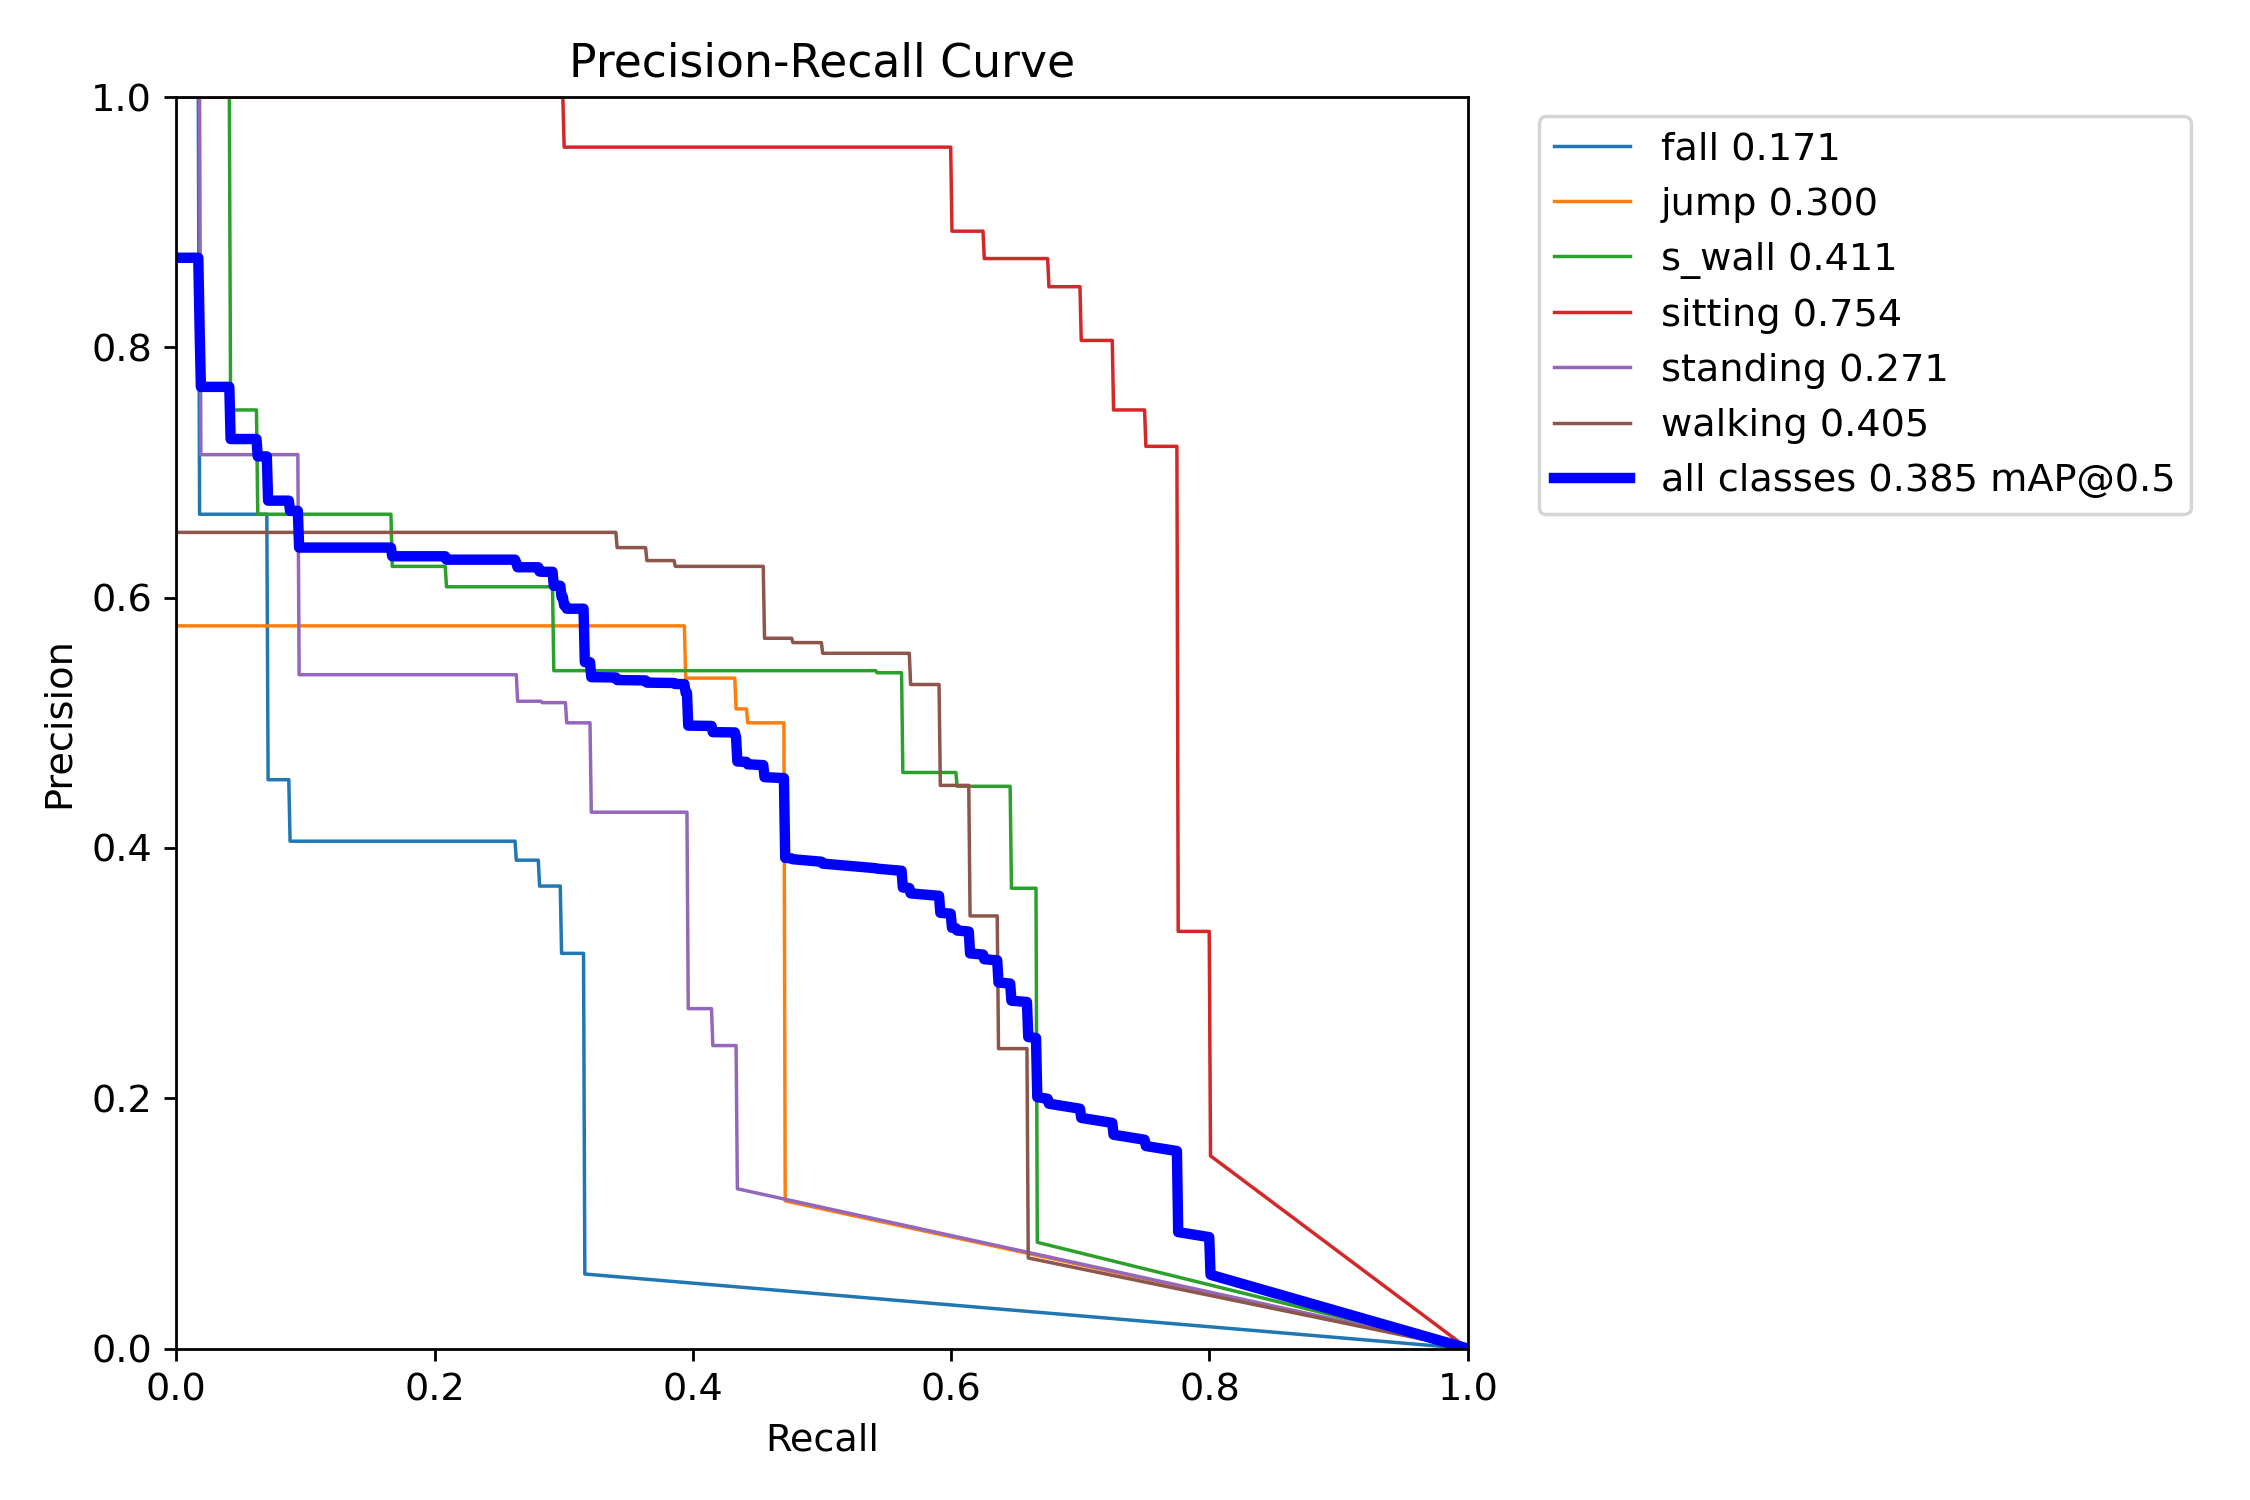 Precision-Recall Curve
1.0
0.8
0.6
0.4
0.2
0.0
Precision
0.0 0.2 0.4 0.6 0.8 1.0
Recall
fall 0.171
jump 0.300
s_wall 0.411
sitting 0.754
standing 0.271
walking 0.405
all classes 0.385 mAP@0.5